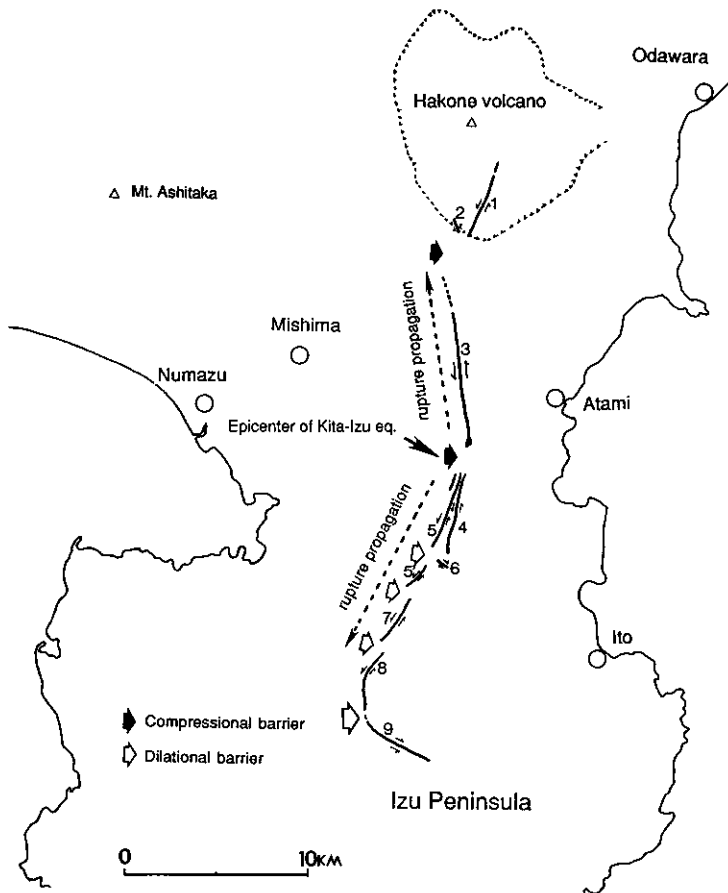 Odawara
Hakone volcano
Mt. Ashitaka
1
2
rupture propagation
3
Mishima
Numazu
Atami
Epicenter of Kita-Izu eq.
rupture propagation
5
4
5
6
7
Ito
8
Compressional barrier
9
Dilational barrier
Izu Peninsula
0 10KM